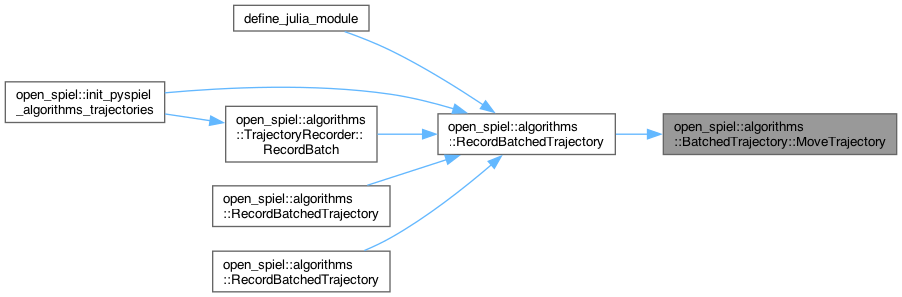 define_julia_module
open_spiel::init_pyspiel
_algorithms_trajectories
open_spiel::algorithms
::TrajectoryRecorder::
RecordBatch
open_spiel::algorithms
::RecordBatchedTrajectory
open_spiel::algorithms
::BatchedTrajectory::MoveTrajectory
open_spiel::algorithms
::RecordBatchedTrajectory
open_spiel::algorithms
::RecordBatchedTrajectory